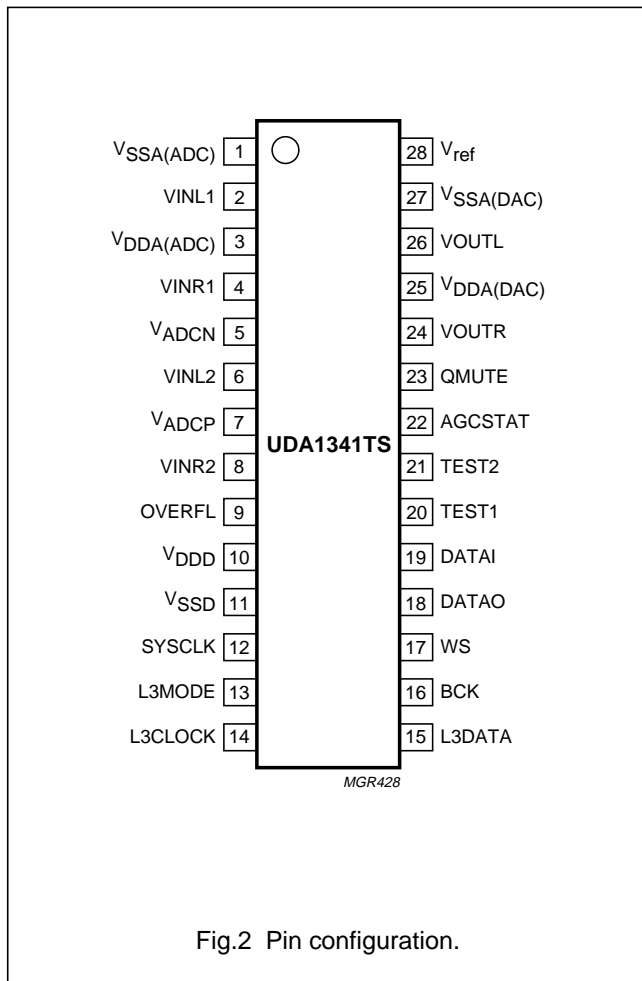 VSSA(ADC) 1
VINL1 2
VDDA(ADC) 3
VINR1 4
VADCN 5
VINL2 6
VADCP 7
VINR2 8
OVERFL 9
VDDD 10
VSSD 11
SYSCLK 12
L3MODE 13
L3CLOCK 14
UDA1341TS
28 Vref
27 VSSA(DAC)
26 VOUTL
25 VDDA(DAC)
24 VOUTR
23 QMUTE
22 AGCSTAT
21 TEST2
20 TEST1
19 DATAI
18 DATAO
17 WS
16 BCK
15 L3DATA
MGR428
Fig.2 Pin configuration.